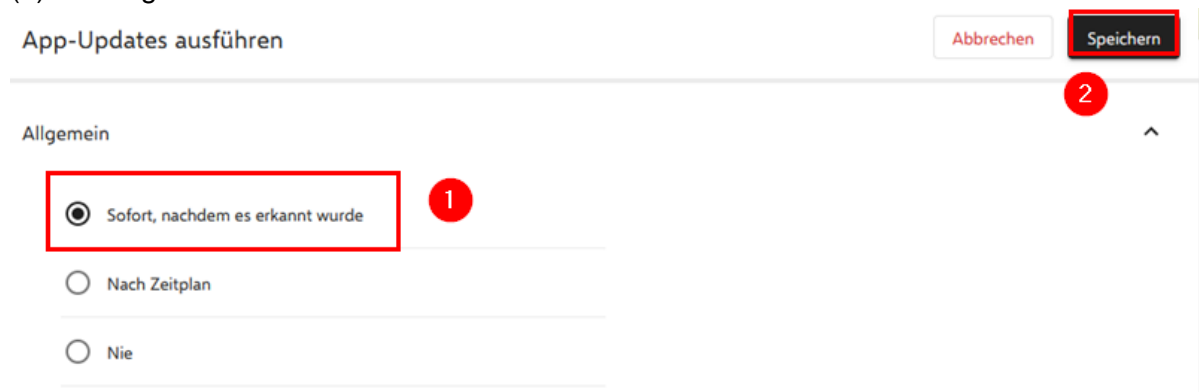 App-Updates ausführen
Abbrechen
Speichern
2
Allgemein
Sofort, nachdem es erkannt wurde
1
Nach Zeitplan
Nie